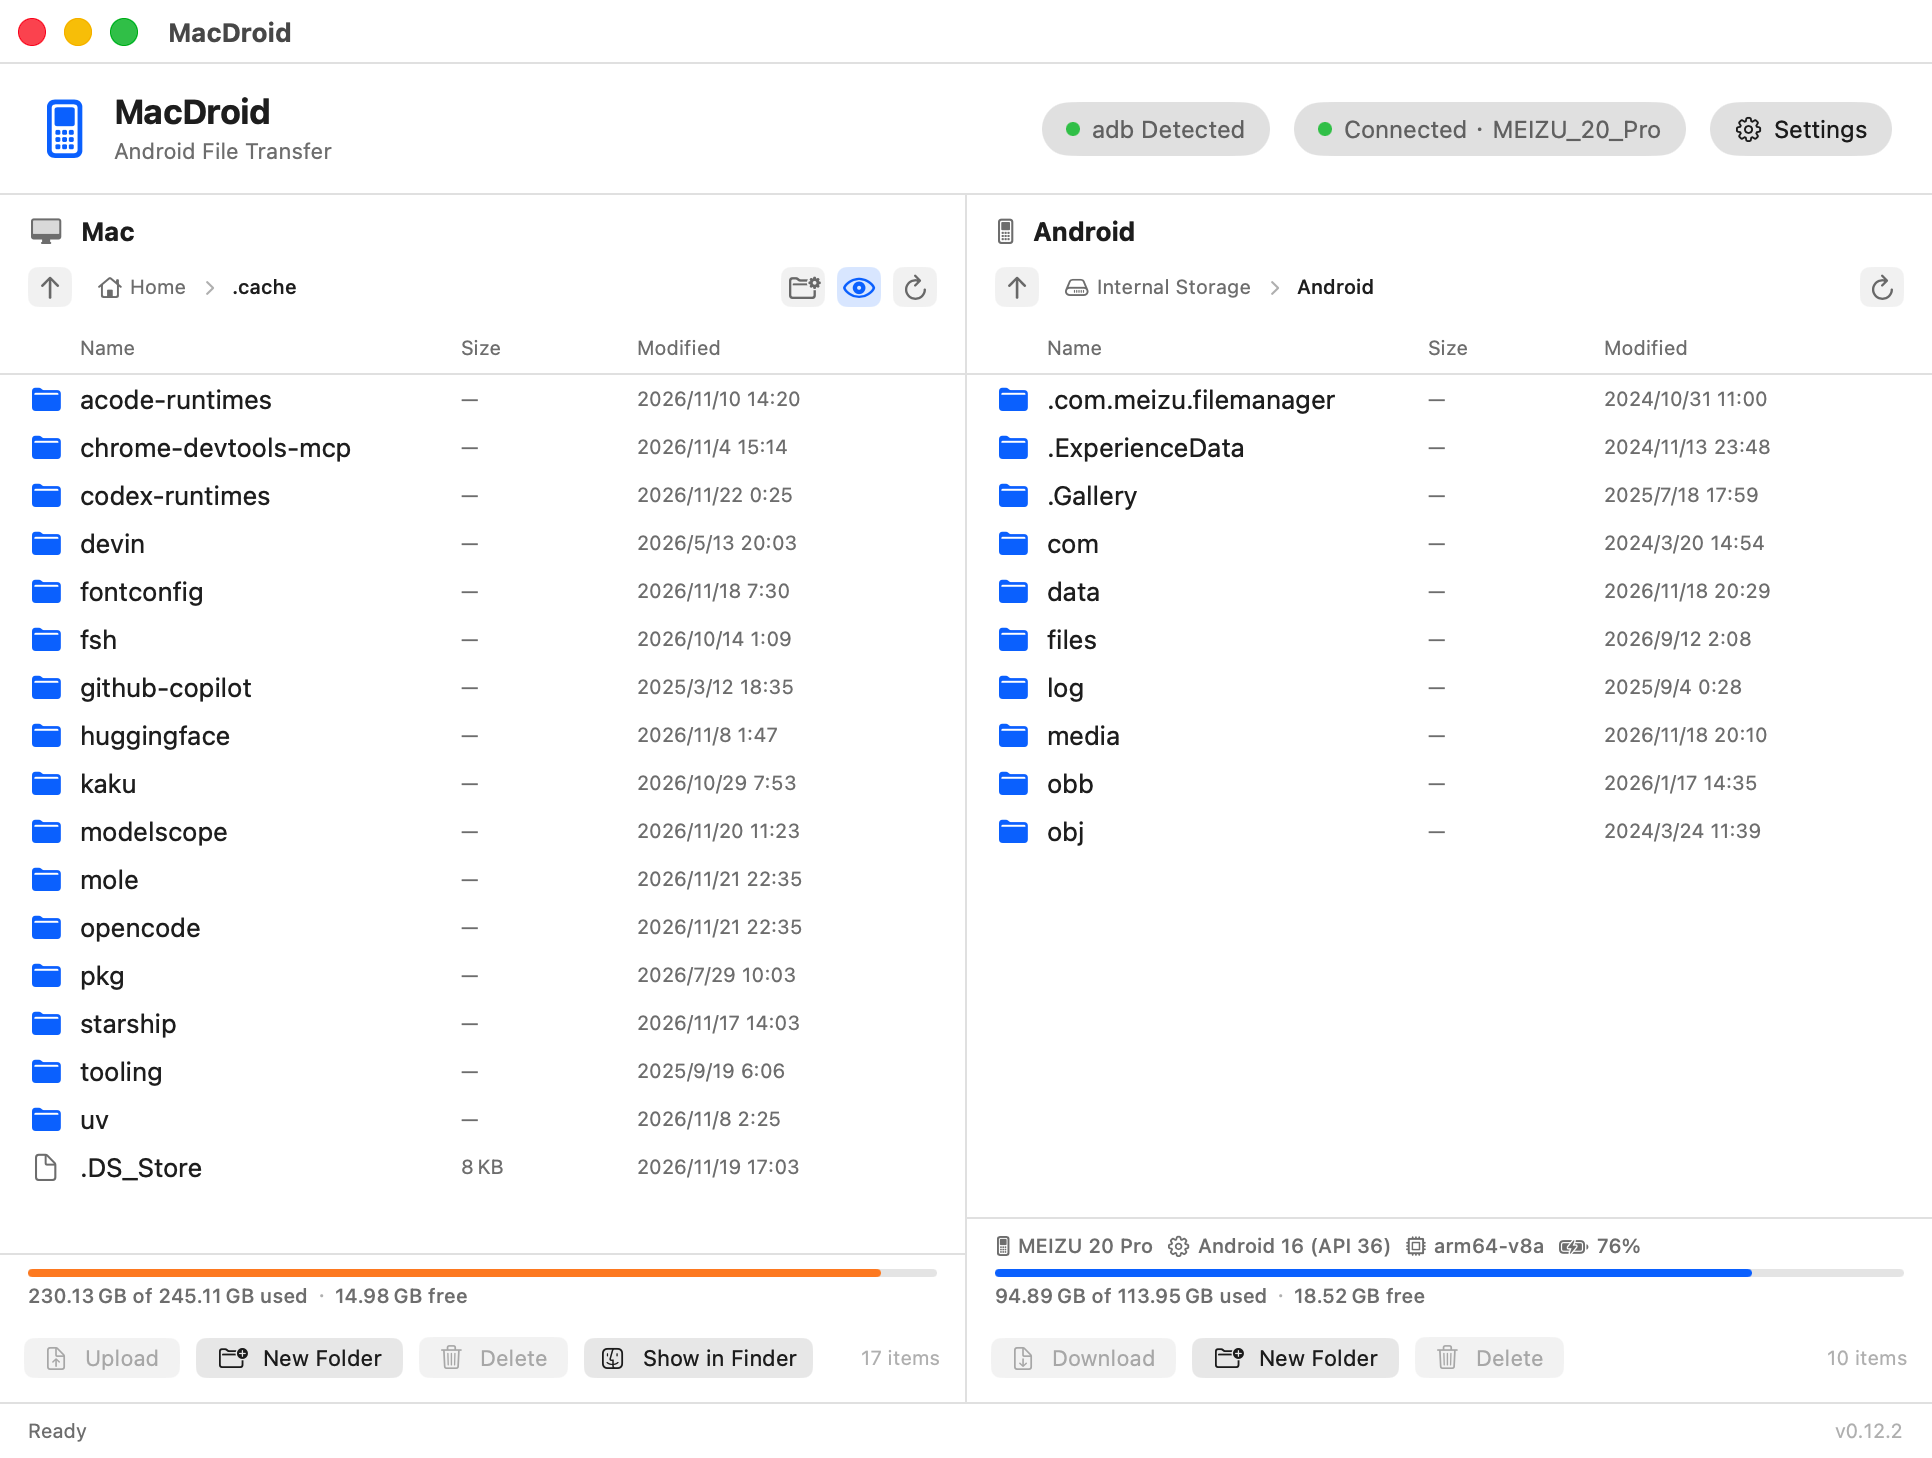 MacDroid
MacDroid
Android File Transfer
adb Detected
Connected · MEIZU_20_Pro
Settings
Mac
Home > .cache
Name Size Modified
acode-runtimes — 2026/11/10 14:20
chrome-devtools-mcp — 2026/11/4 15:14
codex-runtimes — 2026/11/22 0:25
devin — 2026/5/13 20:03
fontconfig — 2026/11/18 7:30
fsh — 2026/10/14 1:09
github-copilot — 2025/3/12 18:35
huggingface — 2026/11/8 1:47
kaku — 2026/10/29 7:53
modelscope — 2026/11/20 11:23
mole — 2026/11/21 22:35
opencode — 2026/11/21 22:35
pkg — 2026/7/29 10:03
starship — 2026/11/17 14:03
tooling — 2025/9/19 6:06
uv — 2026/11/8 2:25
.DS_Store 8 KB 2026/11/19 17:03
230.13 GB of 245.11 GB used · 14.98 GB free
Upload New Folder Delete Show in Finder 17 items
Android
Internal Storage > Android
Name Size Modified
.com.meizu.filemanager — 2024/10/31 11:00
.ExperienceData — 2024/11/13 23:48
.Gallery — 2025/7/18 17:59
com — 2024/3/20 14:54
data — 2026/11/18 20:29
files — 2026/9/12 2:08
log — 2025/9/4 0:28
media — 2026/11/18 20:10
obb — 2026/1/17 14:35
obj — 2024/3/24 11:39
MEIZU 20 Pro Android 16 (API 36) arm64-v8a 76%
94.89 GB of 113.95 GB used · 18.52 GB free
Download New Folder Delete 10 items
Ready
v0.12.2